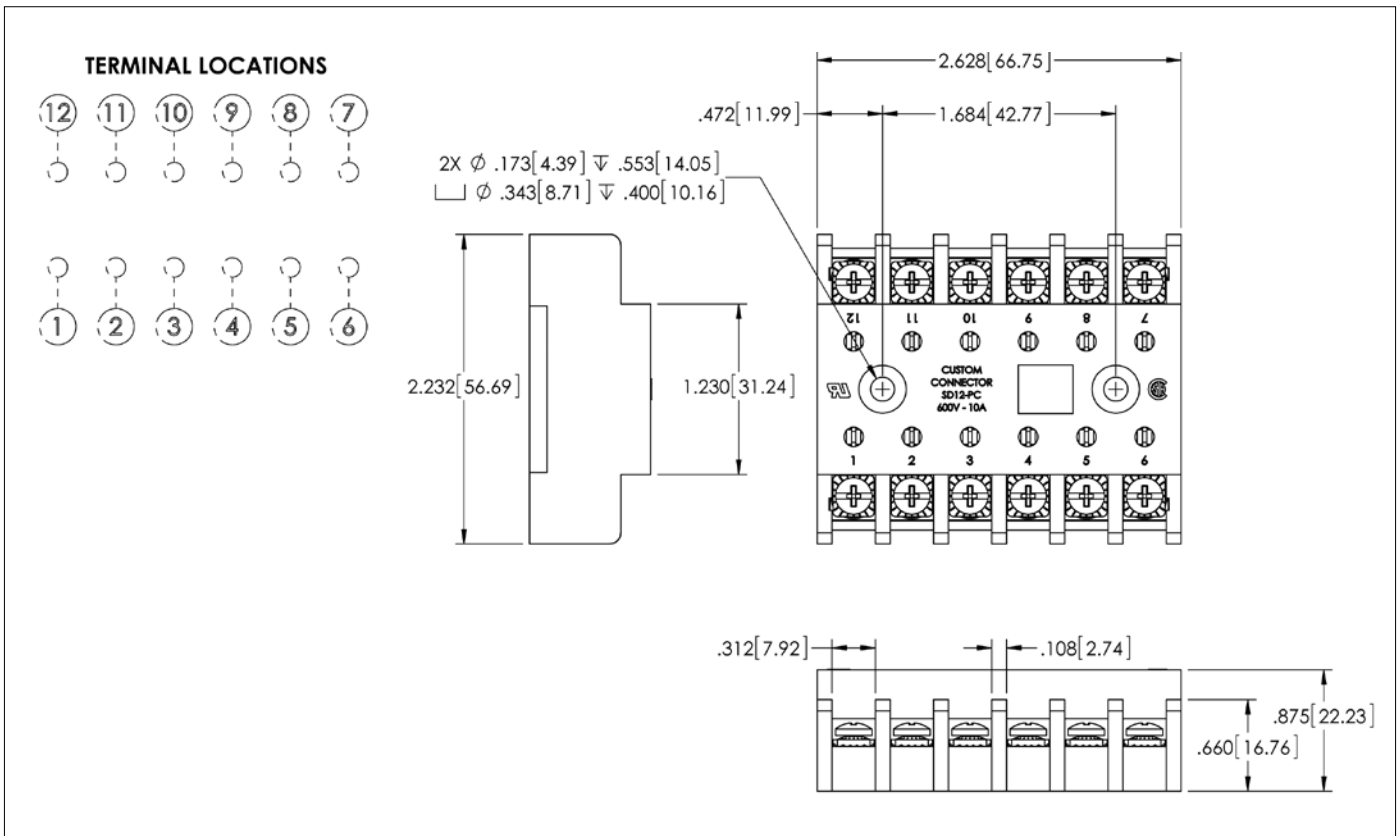 TERMINAL LOCATIONS
12 11 10 9 8 7
1 2 3 4 5 6
2.628[66.75]
.472[11.99] 1.684[42.77]
2X ⌀ .173[4.39] ↧ .553[14.05]
⌴ ⌀ .343[8.71] ↧ .400[10.16]
2.232[56.69]
1.230[31.24]
12 11 10 9 8 7
CUSTOM
CONNECTOR
SD12-PC
600V - 10A
1 2 3 4 5 6
.312[7.92] .108[2.74]
.875[22.23]
.660[16.76]